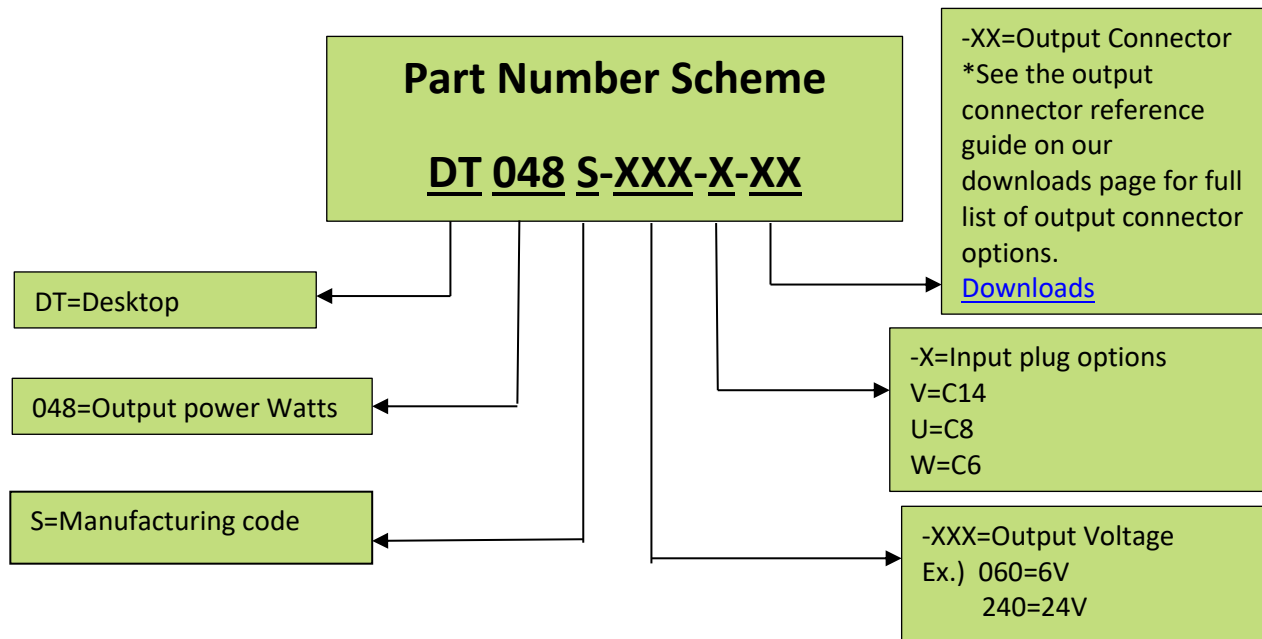 Part Number Scheme
DT 048 S-XXX-X-XX
-XX=Output Connector
*See the output
connector reference
guide on our
downloads page for full
list of output connector
options.
Downloads
DT=Desktop
048=Output power Watts
S=Manufacturing code
-X=Input plug options
V=C14
U=C8
W=C6
-XXX=Output Voltage
Ex.) 060=6V
240=24V